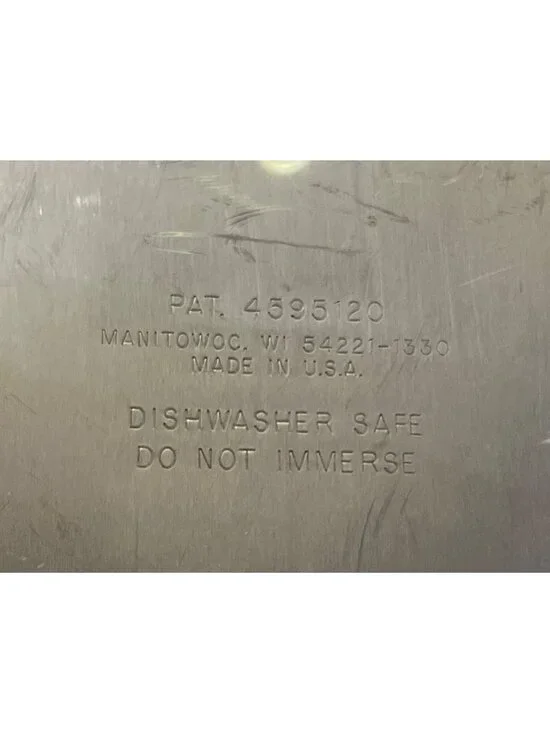 PAT. 4595120
MANITOWOC, WI 54221-1330
MADE IN U.S.A.
DISHWASHER SAFE
DO NOT IMMERSE